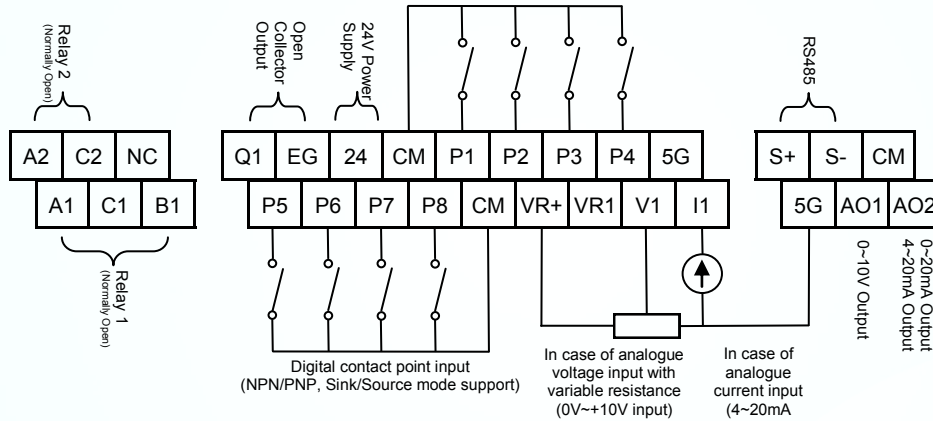 Relay 2
(Normally Open)
Open
Collector
Output
24V Power
Supply
RS485
A2 C2 NC
Q1 EG 24 CM P1 P2 P3 P4 5G
S+ S- CM
A1 C1 B1
P5 P6 P7 P8 CM VR+ VR1 V1 I1
5G AO1 AO2
Relay 1
(Normally Open)
0~10V Output
0~20mA Output
4~20mA Output
Digital contact point input
(NPN/PNP, Sink/Source mode support)
In case of analogue
voltage input with
variable resistance
(0V~+10V input)
In case of
analogue
current input
(4~20mA